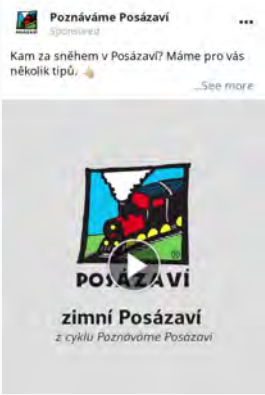 Poznáváme Posázaví
Sponsored
Kam za sněhem v Posázaví? Máme pro vás
několik tipů. 👈
...See more
POSÁZAVÍ
®
POSÁZAVÍ
zimní Posázaví
z cyklu Poznáváme Posázaví